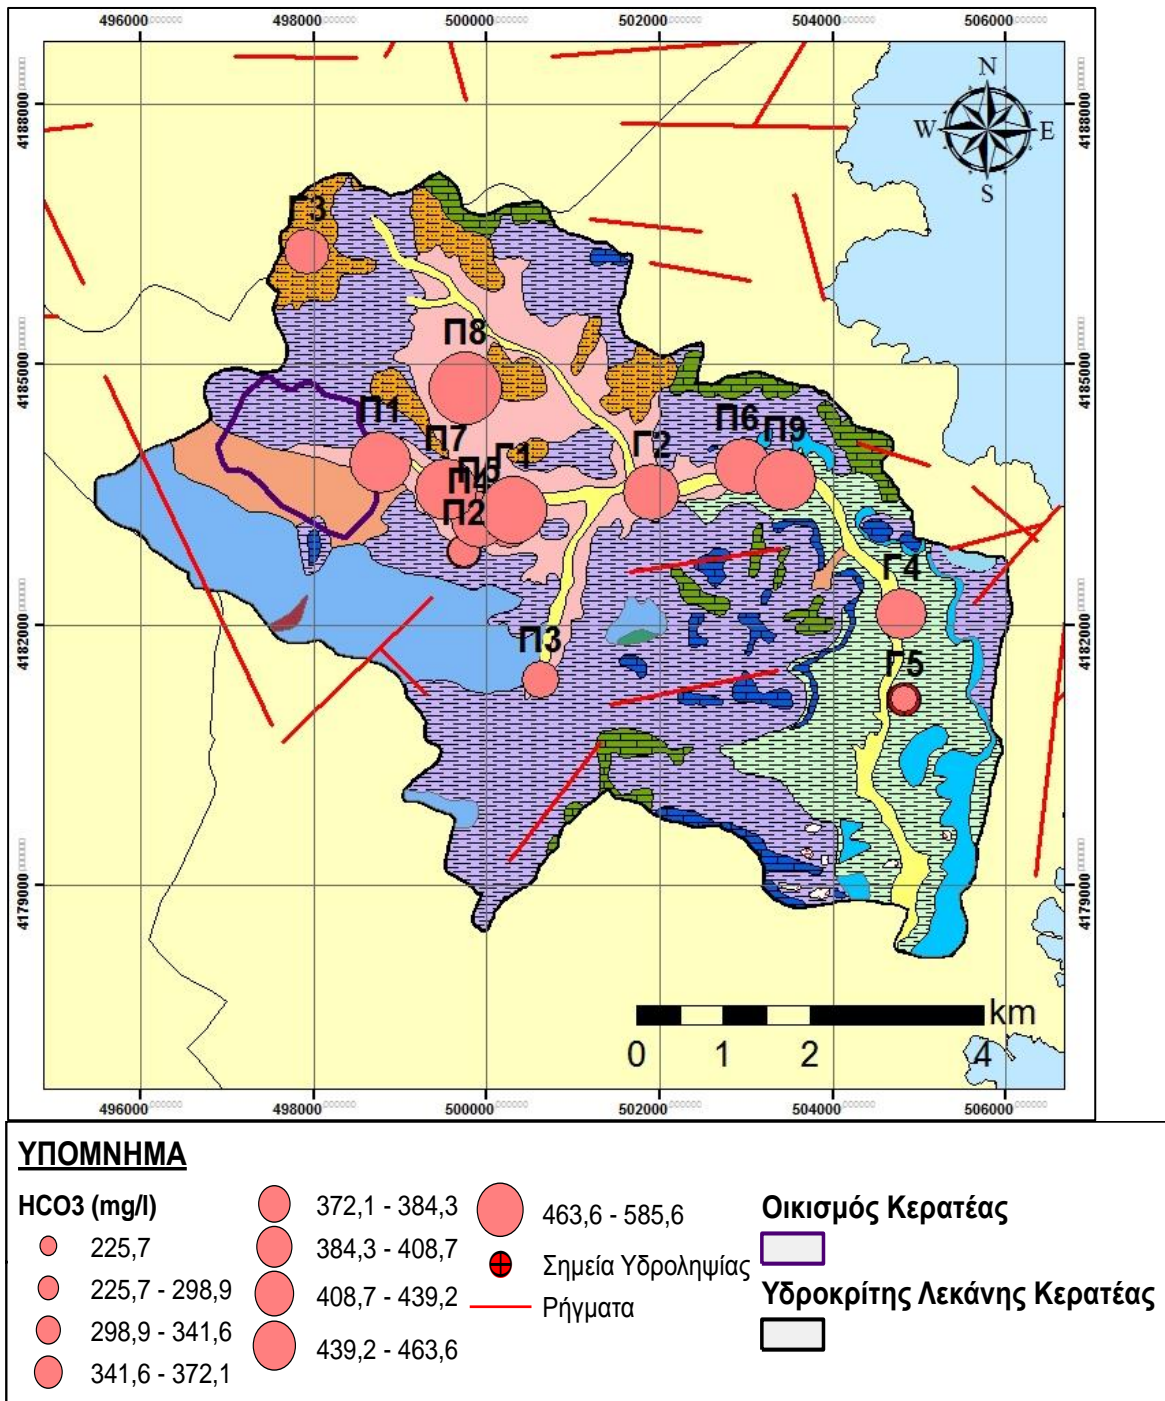 496000 498000 500000 502000 504000 506000
4188000 4188000
N
W E
S
Γ3
Π8
4185000 4185000
Π1
Π6
Π9
Π7
Γ1
Γ2
Π5
Π4
Π2
Γ4
4182000 4182000
Π3
Γ5
4179000 4179000
km
0 1 2 4
496000 498000 500000 502000 504000 506000
ΥΠΟΜΝΗΜΑ
HCO3 (mg/l)
225,7
225,7 - 298,9
298,9 - 341,6
341,6 - 372,1
372,1 - 384,3
384,3 - 408,7
408,7 - 439,2
439,2 - 463,6
463,6 - 585,6
Σημεία Υδροληψίας
Ρήγματα
Οικισμός Κερατέας
Υδροκρίτης Λεκάνης Κερατέας